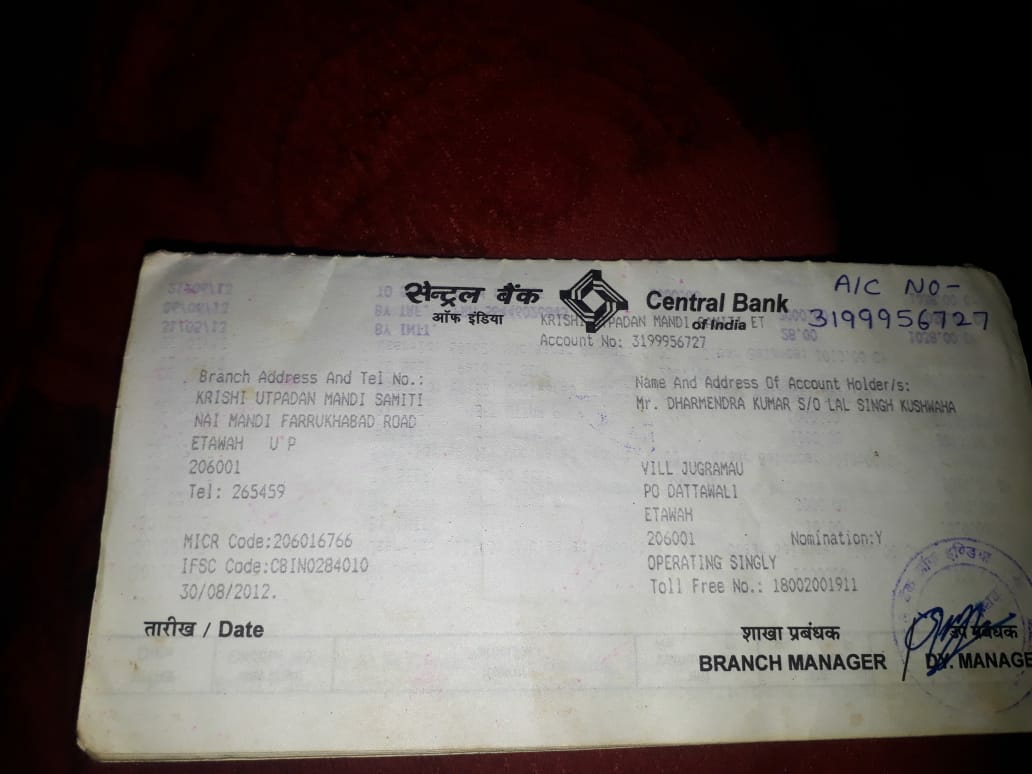 सेन्ट्रल बैंक
ऑफ इंडिया
Central Bank
of India
A/C NO-
3199956727
KRISHI UTPADAN MANDI SAMITI ET
Account No: 3199956727
Branch Address And Tel No.:
KRISHI UTPADAN MANDI SAMITI
NAI MANDI FARRUKHABAD ROAD
ETAWAH U P
206001
Tel: 265459
MICR Code:206016766
IFSC Code:CBIN0284010
30/08/2012.
तारीख / Date
Name And Address Of Account Holder/s:
Mr. DHARMENDRA KUMAR S/O LAL SINGH KUSHWAHA
VILL JUGRAMAU
PO DATTAWALI
ETAWAH
206001 Nomination:Y
OPERATING SINGLY
Toll Free No.: 18002001911
शाखा प्रबंधक
BRANCH MANAGER
उप प्रबंधक
DY. MANAGE